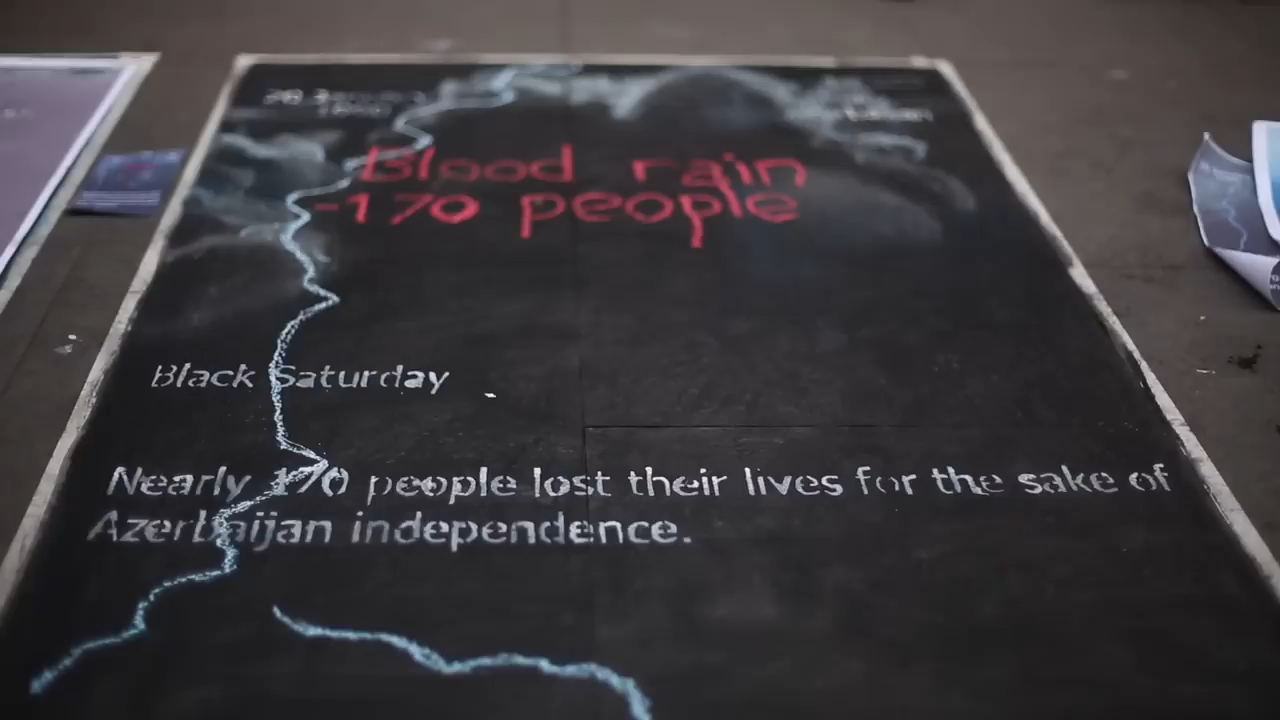 Blood rain
-170 people
Black Saturday
Nearly 170 people lost their lives for the sake of
Azerbaijan independence.